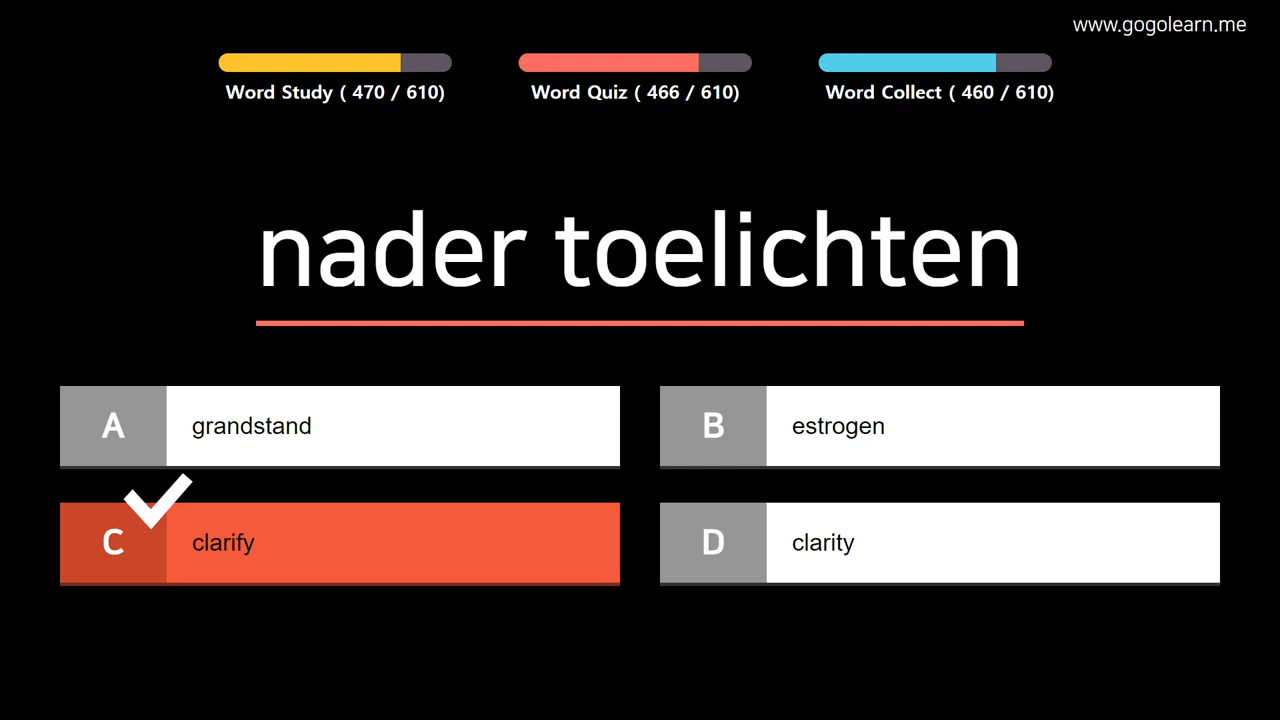 www.gogolearn.me
Word Study ( 470 / 610)
Word Quiz ( 466 / 610)
Word Collect ( 460 / 610)
nader toelichten
A grandstand
B estrogen
C clarify
D clarity